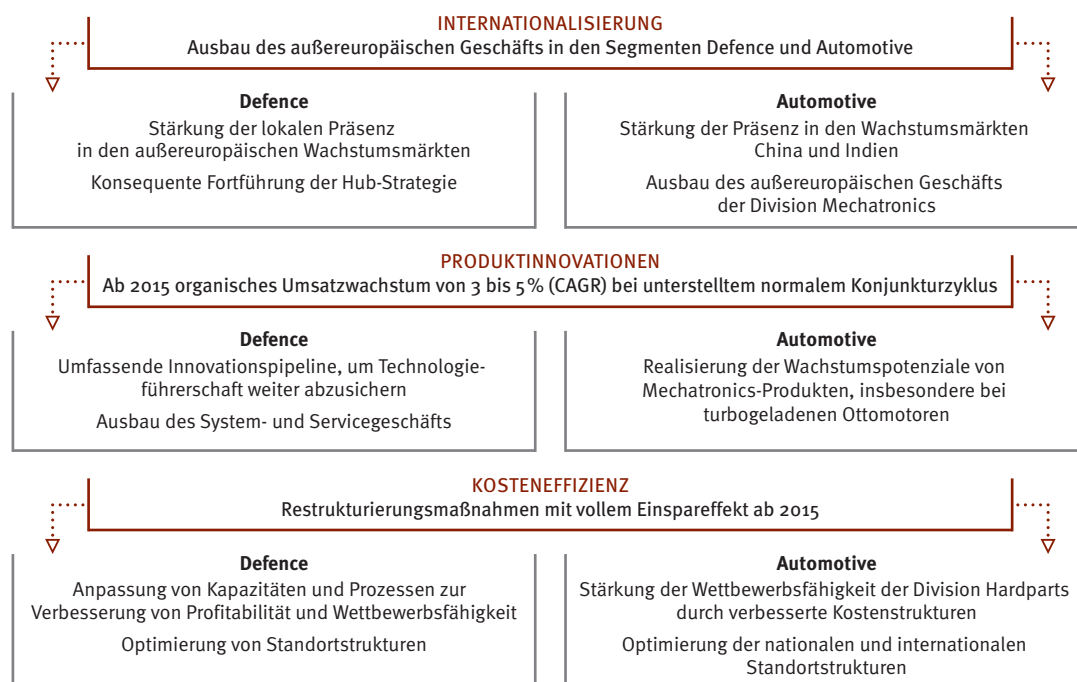 INTERNATIONALISIERUNG
Ausbau des außereuropäischen Geschäfts in den Segmenten Defence und Automotive
Defence
Stärkung der lokalen Präsenz
in den außereuropäischen Wachstumsmärkten
Konsequente Fortführung der Hub-Strategie
Automotive
Stärkung der Präsenz in den Wachstumsmärkten
China und Indien
Ausbau des außereuropäischen Geschäfts
der Division Mechatronics
PRODUKTINNOVATIONEN
Ab 2015 organisches Umsatzwachstum von 3 bis 5 % (CAGR) bei unterstelltem normalem Konjunkturzyklus
Defence
Umfassende Innovationspipeline, um Technologie-
führerschaft weiter abzusichern
Ausbau des System- und Servicegeschäfts
Automotive
Realisierung der Wachstumspotenziale von
Mechatronics-Produkten, insbesondere bei
turbogeladenen Ottomotoren
KOSTENEFFIZIENZ
Restrukturierungsmaßnahmen mit vollem Einspareffekt ab 2015
Defence
Anpassung von Kapazitäten und Prozessen zur
Verbesserung von Profitabilität und Wettbewerbsfähigkeit
Optimierung von Standortstrukturen
Automotive
Stärkung der Wettbewerbsfähigkeit der Division Hardparts
durch verbesserte Kostenstrukturen
Optimierung der nationalen und internationalen
Standortstrukturen